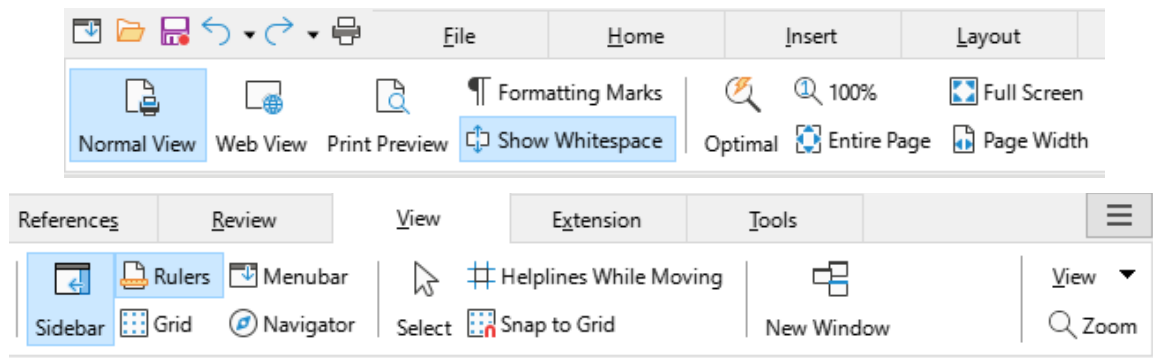 File Home Insert Layout
Formatting Marks 100% Full Screen
Normal View Web View Print Preview Show Whitespace Optimal Entire Page Page Width
References Review View Extension Tools
Rulers Menubar Helplines While Moving View
Sidebar Grid Navigator Select Snap to Grid New Window Zoom